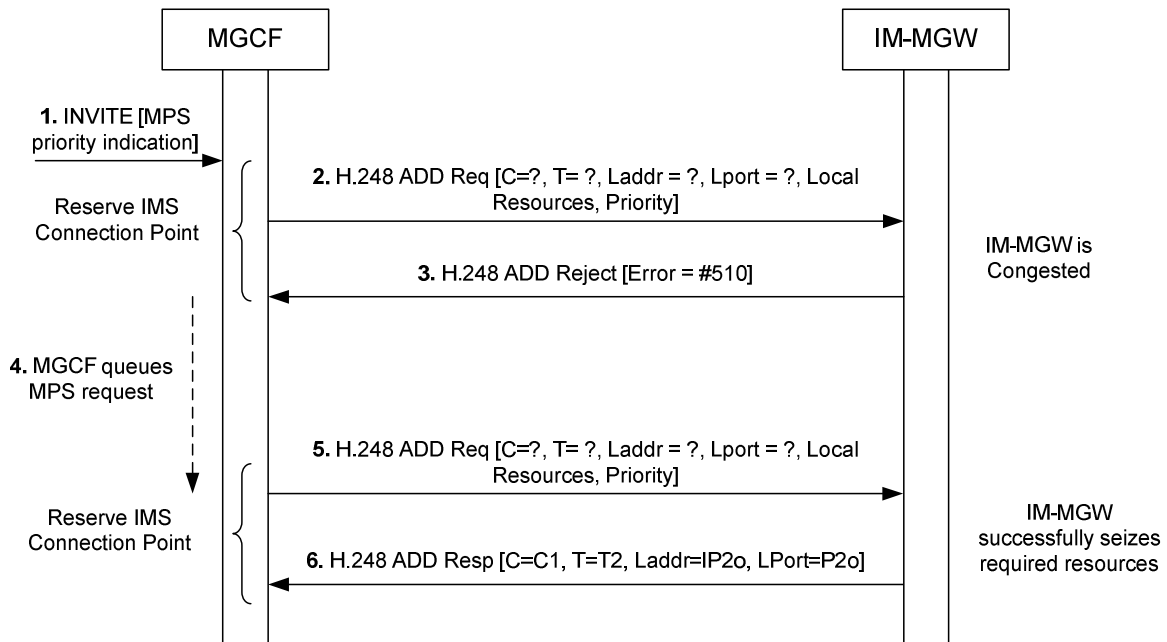 MGCF
IM-MGW
1. INVITE [MPS
priority indication]
2. H.248 ADD Req [C=?, T= ?, Laddr = ?, Lport = ?, Local
Resources, Priority]
Reserve IMS
Connection Point
IM-MGW is
Congested
3. H.248 ADD Reject [Error = #510]
4. MGCF queues
MPS request
5. H.248 ADD Req [C=?, T= ?, Laddr = ?, Lport = ?, Local
Resources, Priority]
Reserve IMS
Connection Point
IM-MGW
successfully seizes
required resources
6. H.248 ADD Resp [C=C1, T=T2, Laddr=IP2o, LPort=P2o]